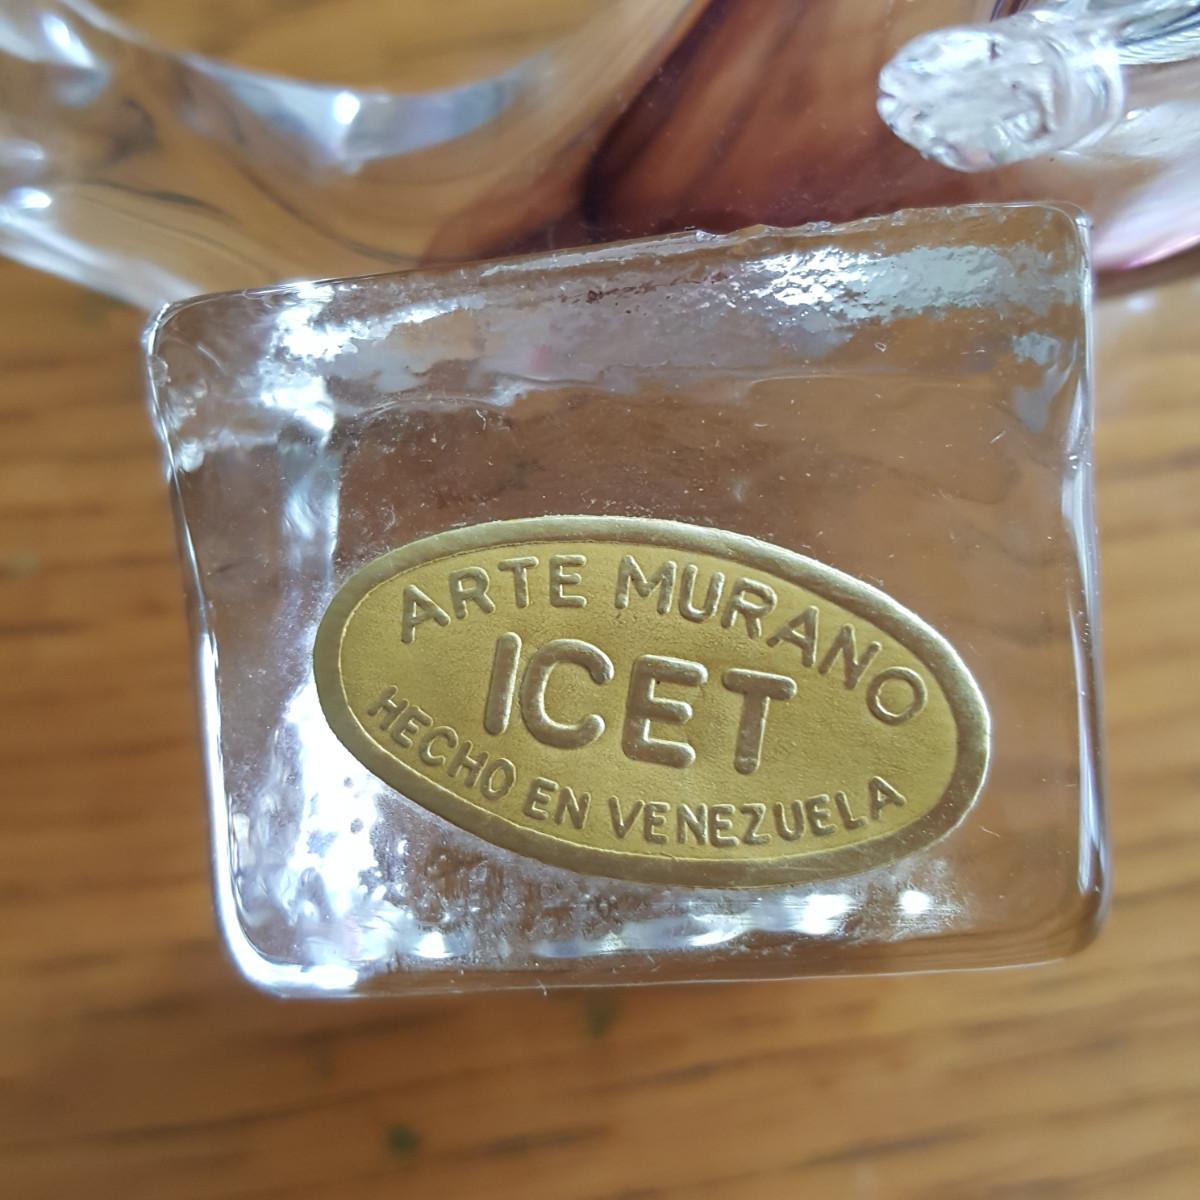 ARTE MURANO
ICET
HECHO EN VENEZUELA